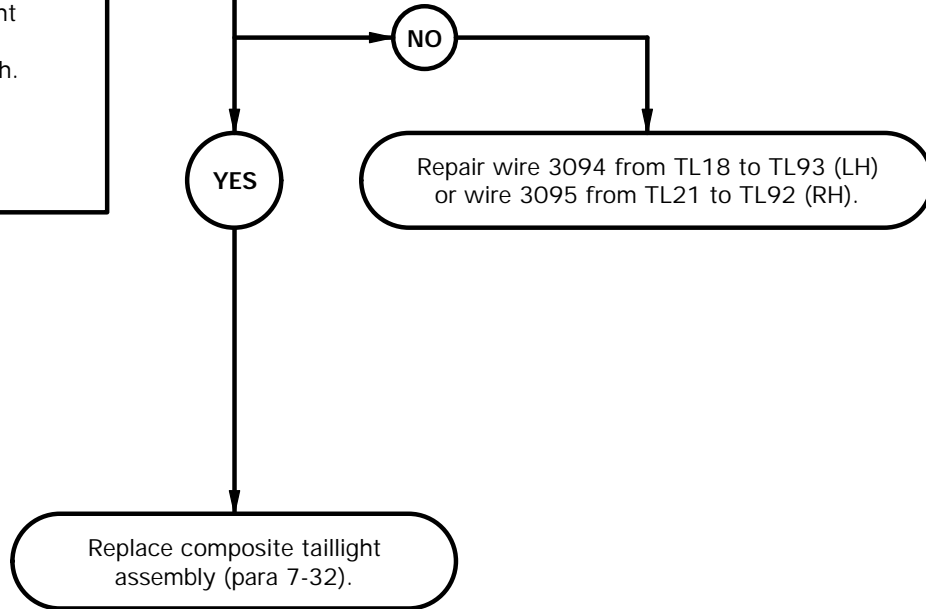 nt
h.
NO
YES
Repair wire 3094 from TL18 to TL93 (LH)
or wire 3095 from TL21 to TL92 (RH).
Replace composite taillight
assembly (para 7-32).